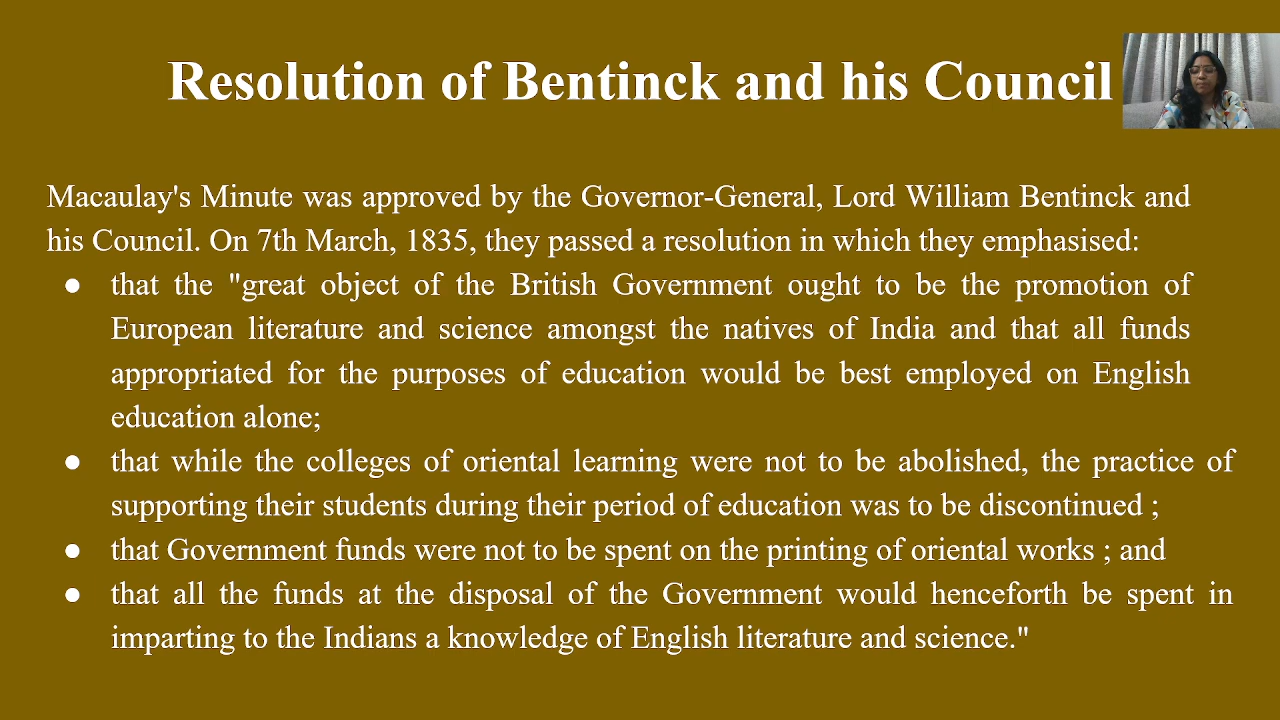 Resolution of Bentinck and his Council
Macaulay's Minute was approved by the Governor-General, Lord William Bentinck and
his Council. On 7th March, 1835, they passed a resolution in which they emphasised:
● that the "great object of the British Government ought to be the promotion of
European literature and science amongst the natives of India and that all funds
appropriated for the purposes of education would be best employed on English
education alone;
● that while the colleges of oriental learning were not to be abolished, the practice of
supporting their students during their period of education was to be discontinued ;
● that Government funds were not to be spent on the printing of oriental works ; and
● that all the funds at the disposal of the Government would henceforth be spent in
imparting to the Indians a knowledge of English literature and science."